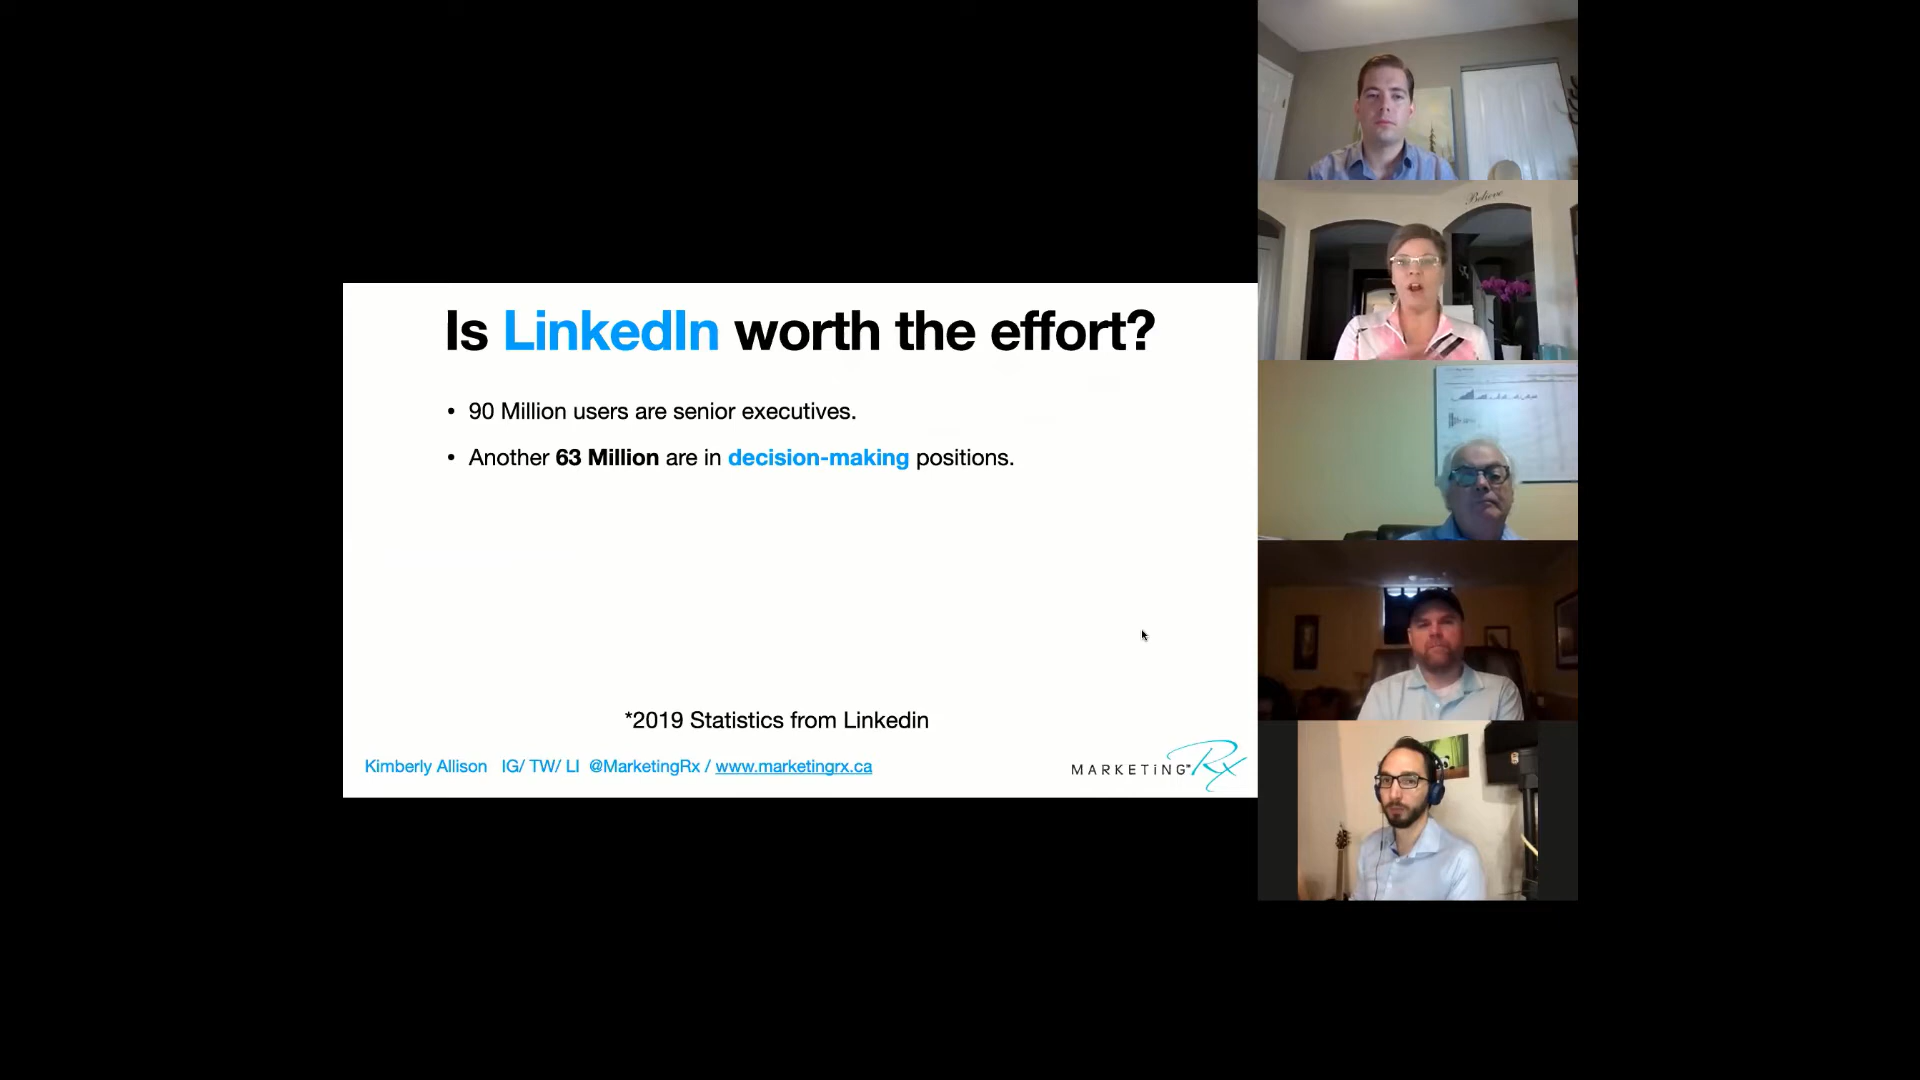 Is LinkedIn worth the effort?
• 90 Million users are senior executives.
• Another 63 Million are in decision-making positions.
*2019 Statistics from Linkedin
Kimberly Allison IG/ TW/ LI @MarketingRx / www.marketingrx.ca
MARKETiNG Rx
Believe